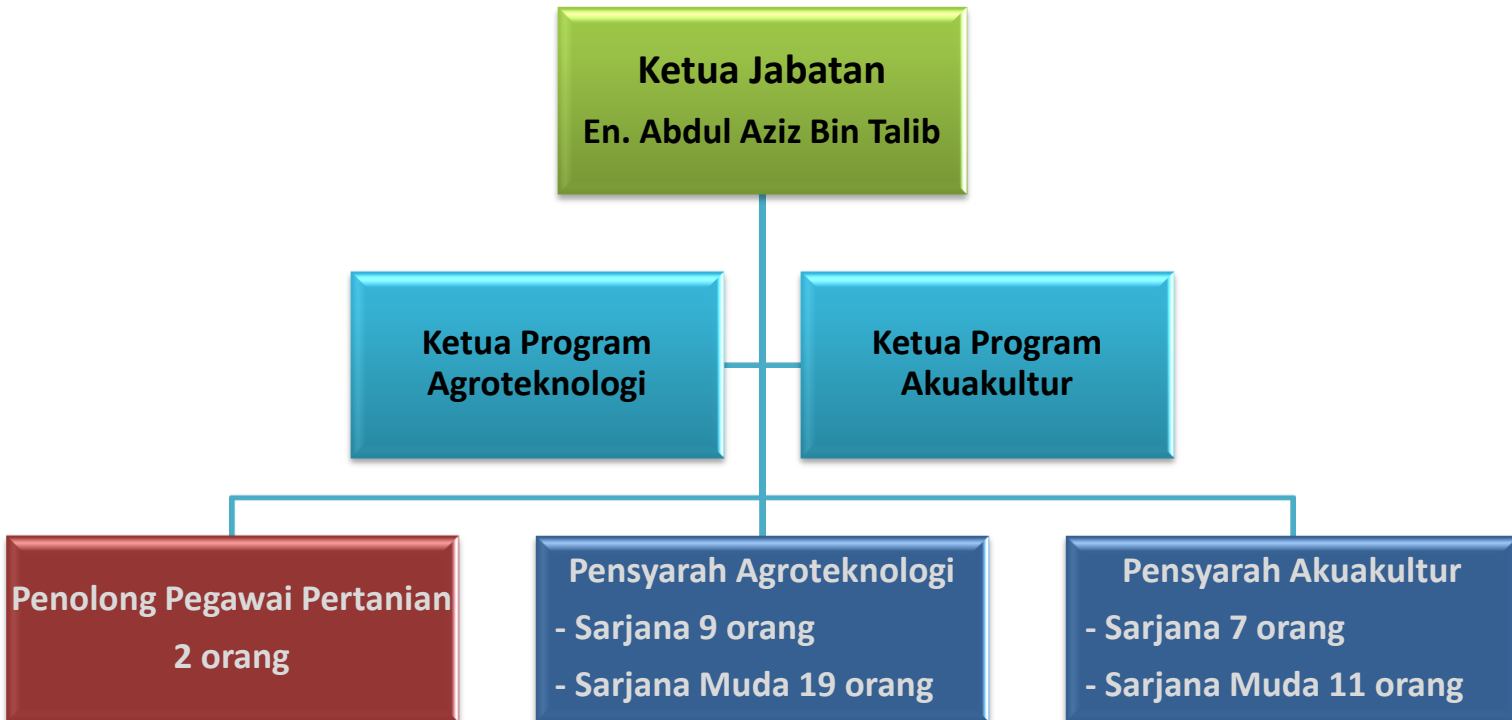 Ketua Jabatan
En. Abdul Aziz Bin Talib
Ketua Program
Agroteknologi
Ketua Program
Akuakultur
Penolong Pegawai Pertanian
2 orang
Pensyarah Agroteknologi
- Sarjana 9 orang
- Sarjana Muda 19 orang
Pensyarah Akuakultur
- Sarjana 7 orang
- Sarjana Muda 11 orang